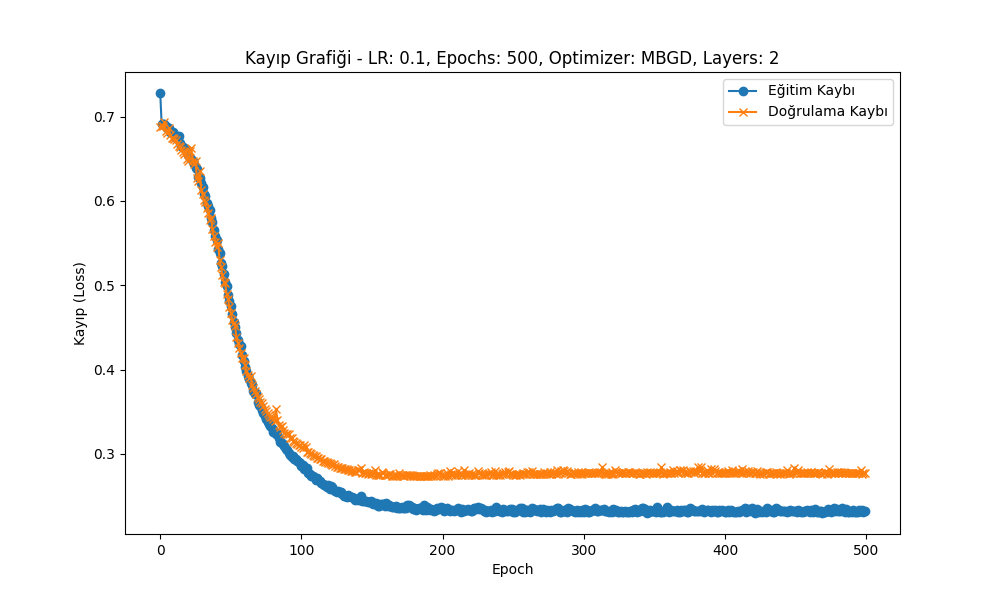 Kayıp Grafiği - LR: 0.1, Epochs: 500, Optimizer: MBGD, Layers: 2
Eğitim Kaybı
Doğrulama Kaybı
Kayıp (Loss)
0.7
0.6
0.5
0.4
0.3
0 100 200 300 400 500
Epoch